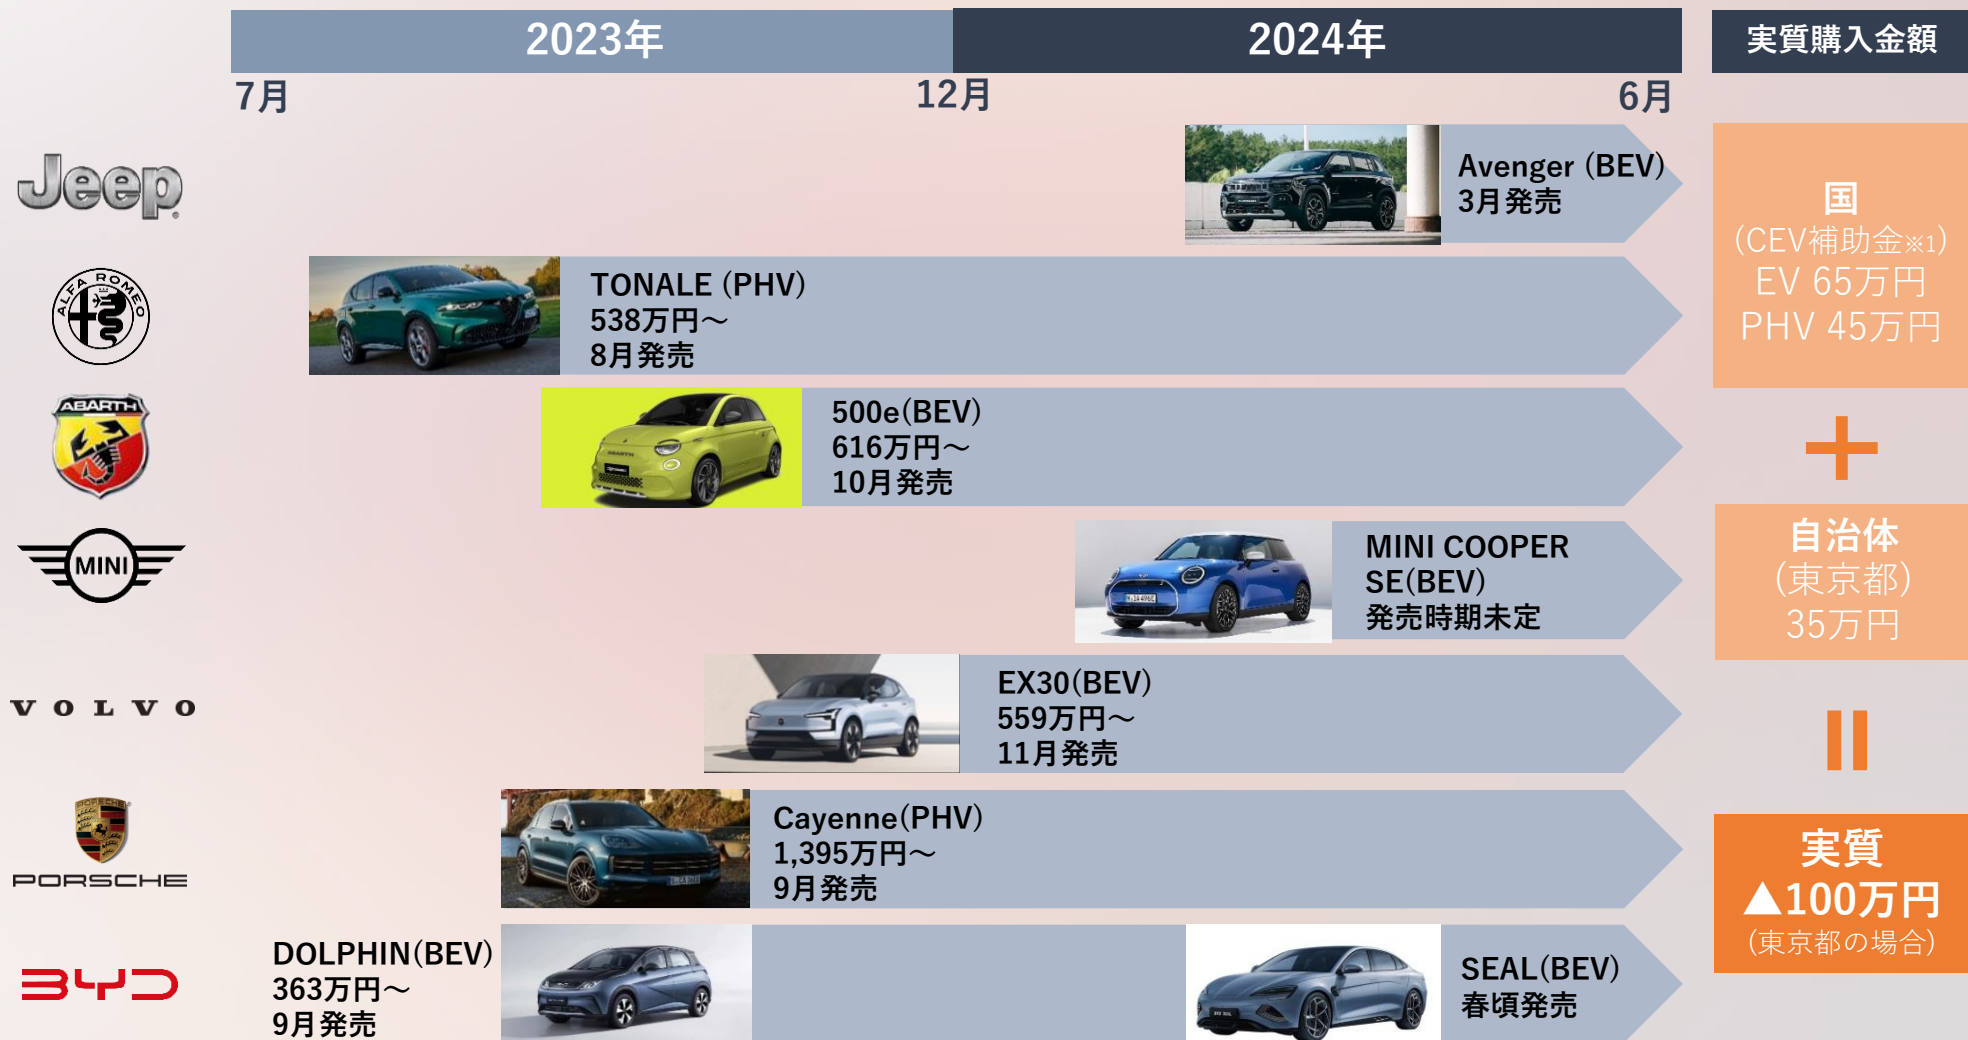 2023年
2024年
実質購入金額
7月
12月
6月
Jeep
Avenger (BEV)
3月発売
ALFA ROMEO
TONALE (PHV)
538万円～
8月発売
ABARTH
500e(BEV)
616万円～
10月発売
MINI
MINI COOPER
SE(BEV)
発売時期未定
VOLVO
EX30(BEV)
559万円～
11月発売
PORSCHE
PORSCHE
Cayenne(PHV)
1,395万円～
9月発売
BYD
DOLPHIN(BEV)
363万円～
9月発売
SEAL(BEV)
春頃発売
国
(CEV補助金※1)
EV 65万円
PHV 45万円
+
自治体
(東京都)
35万円
実質
▲100万円
(東京都の場合)